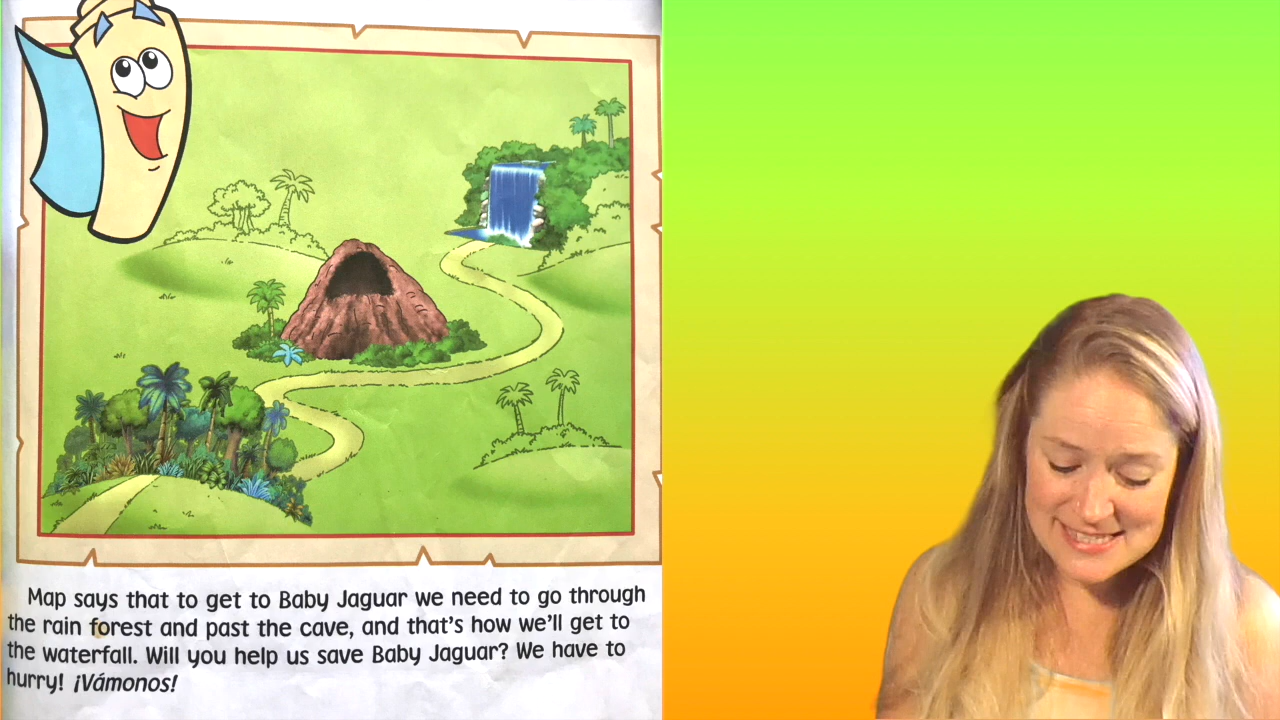 Map says that to get to Baby Jaguar we need to go through
the rain forest and past the cave, and that's how we'll get to
the waterfall. Will you help us save Baby Jaguar? We have to
hurry! ¡Vámonos!